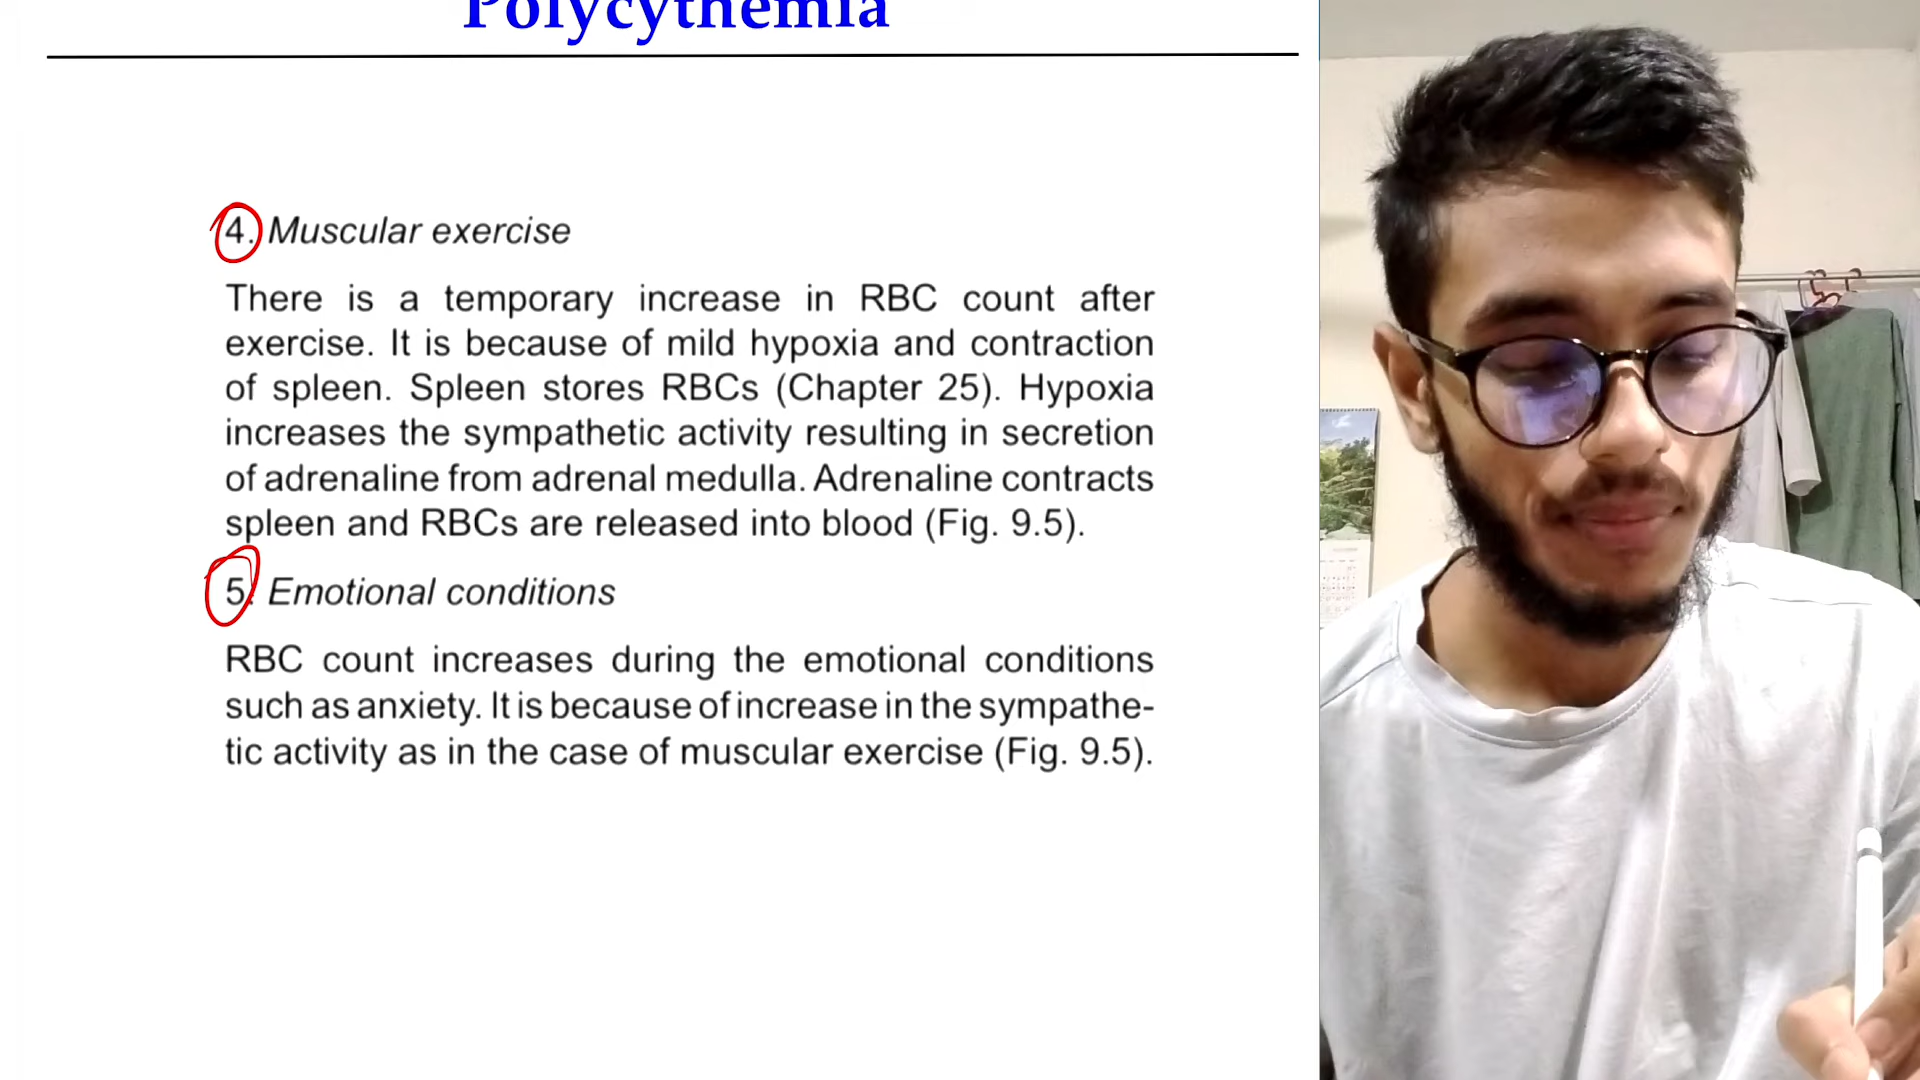 Polycythemia
4. Muscular exercise
There is a temporary increase in RBC count after
exercise. It is because of mild hypoxia and contraction
of spleen. Spleen stores RBCs (Chapter 25). Hypoxia
increases the sympathetic activity resulting in secretion
of adrenaline from adrenal medulla. Adrenaline contracts
spleen and RBCs are released into blood (Fig. 9.5).
5. Emotional conditions
RBC count increases during the emotional conditions
such as anxiety. It is because of increase in the sympathe-
tic activity as in the case of muscular exercise (Fig. 9.5).